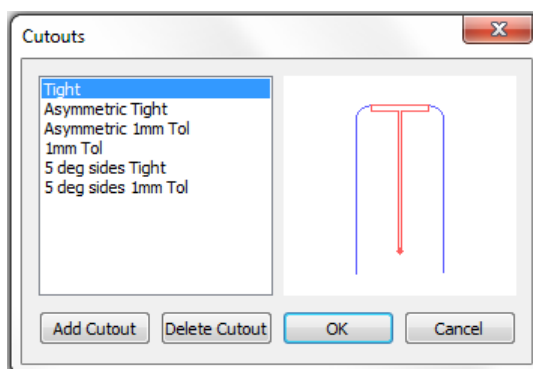 Cutouts
Tight
Asymmetric Tight
Asymmetric 1mm Tol
1mm Tol
5 deg sides Tight
5 deg sides 1mm Tol
Add Cutout Delete Cutout OK Cancel